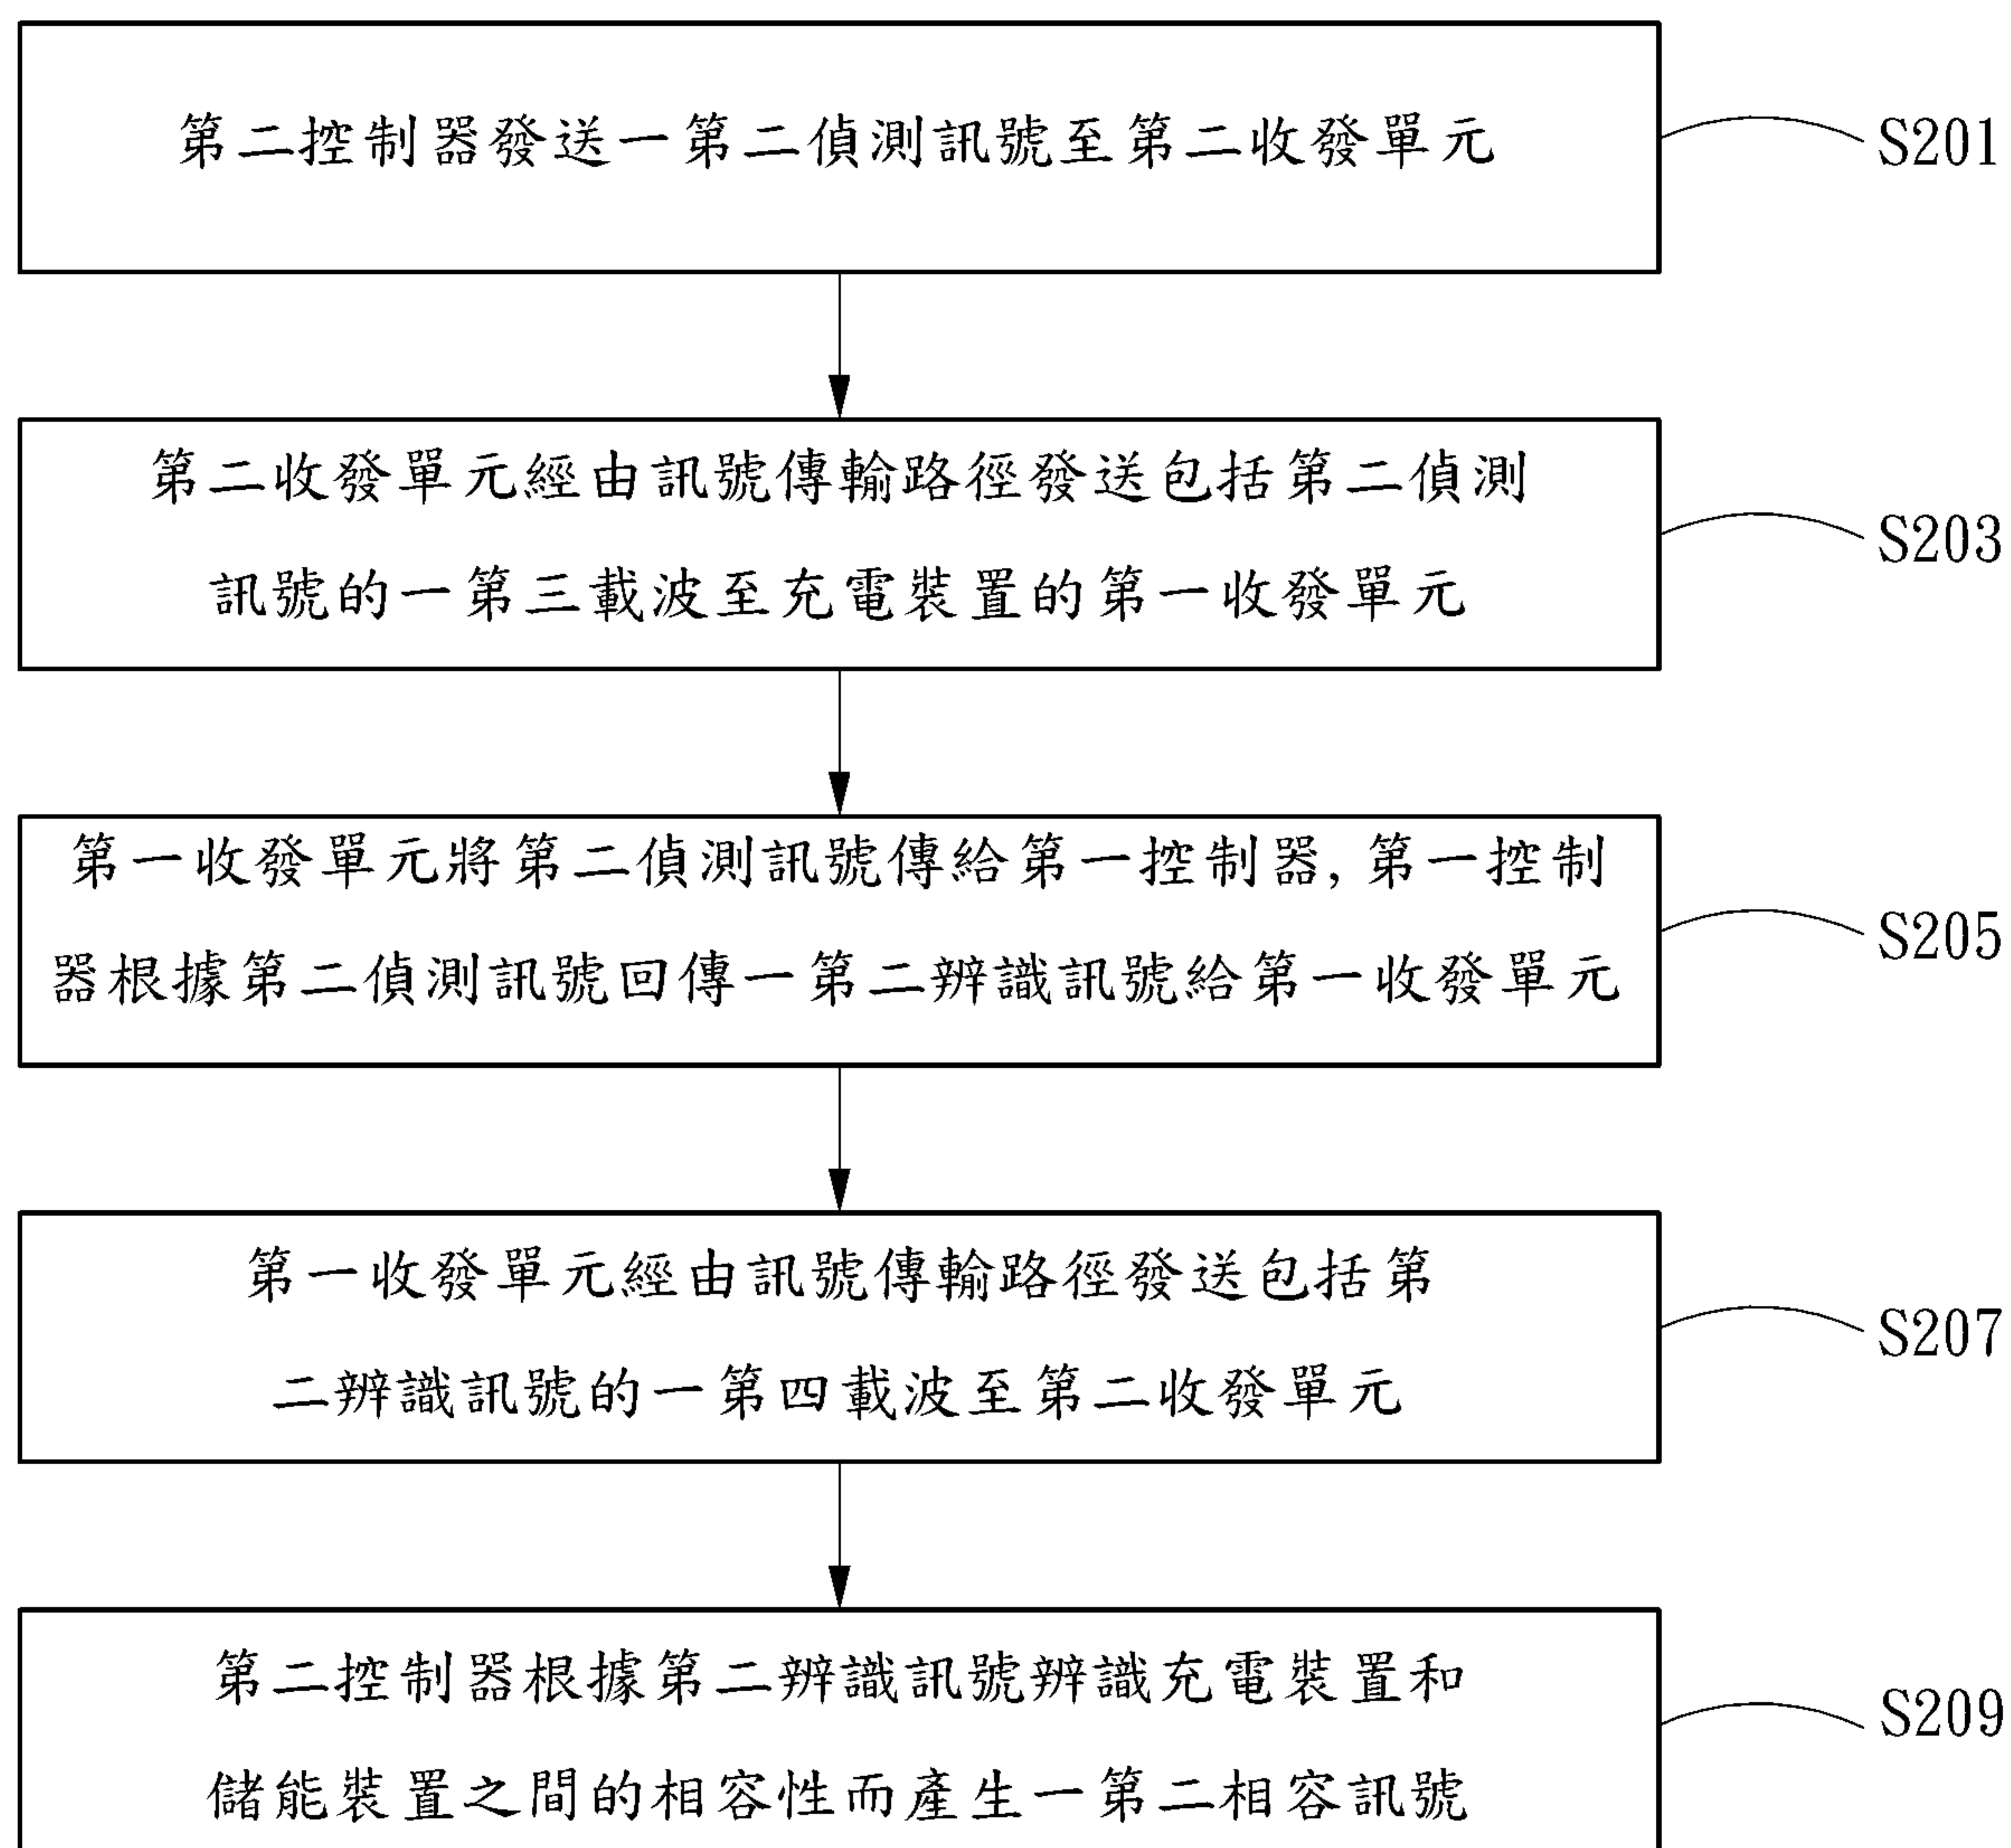 第二控制器發送一第二偵測訊號至第二收發單元
S201
第二收發單元經由訊號傳輸路徑發送包括第二偵測
訊號的一第三載波至充電裝置的第一收發單元
S203
第一收發單元將第二偵測訊號傳給第一控制器,第一控制
器根據第二偵測訊號回傳一第二辨識訊號給第一收發單元
S205
第一收發單元經由訊號傳輸路徑發送包括第
二辨識訊號的一第四載波至第二收發單元
S207
第二控制器根據第二辨識訊號辨識充電裝置和
儲能裝置之間的相容性而產生一第二相容訊號
S209